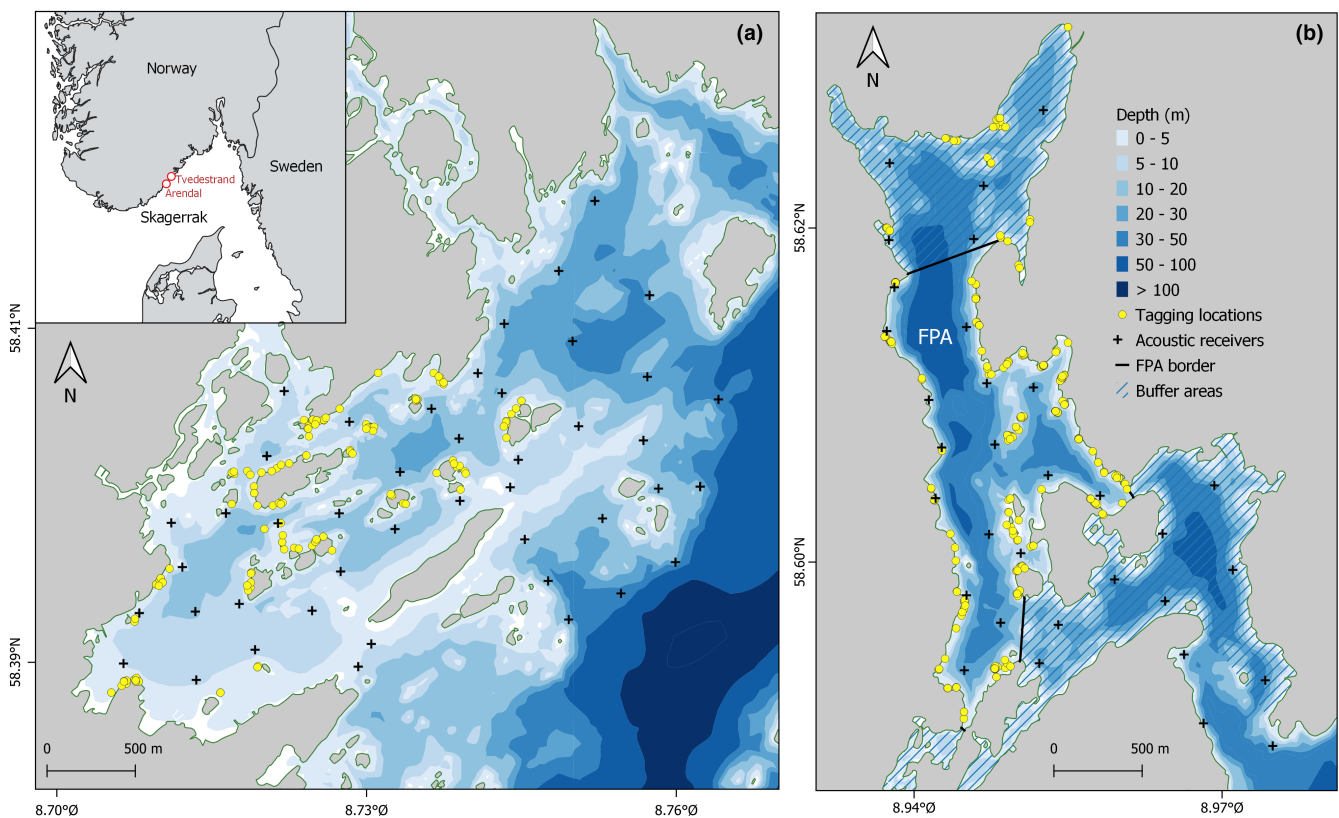 (a)
Norway
Sweden
Tvedestrand
Arendal
Skagerrak
N
58.41°N
58.39°N
0 500 m
8.70°Ø 8.73°Ø 8.76°Ø
(b)
N
Depth (m)
0 - 5
5 - 10
10 - 20
20 - 30
30 - 50
50 - 100
> 100
Tagging locations
Acoustic receivers
FPA border
Buffer areas
FPA
58.62°N
58.60°N
0 500 m
8.94°Ø 8.97°Ø